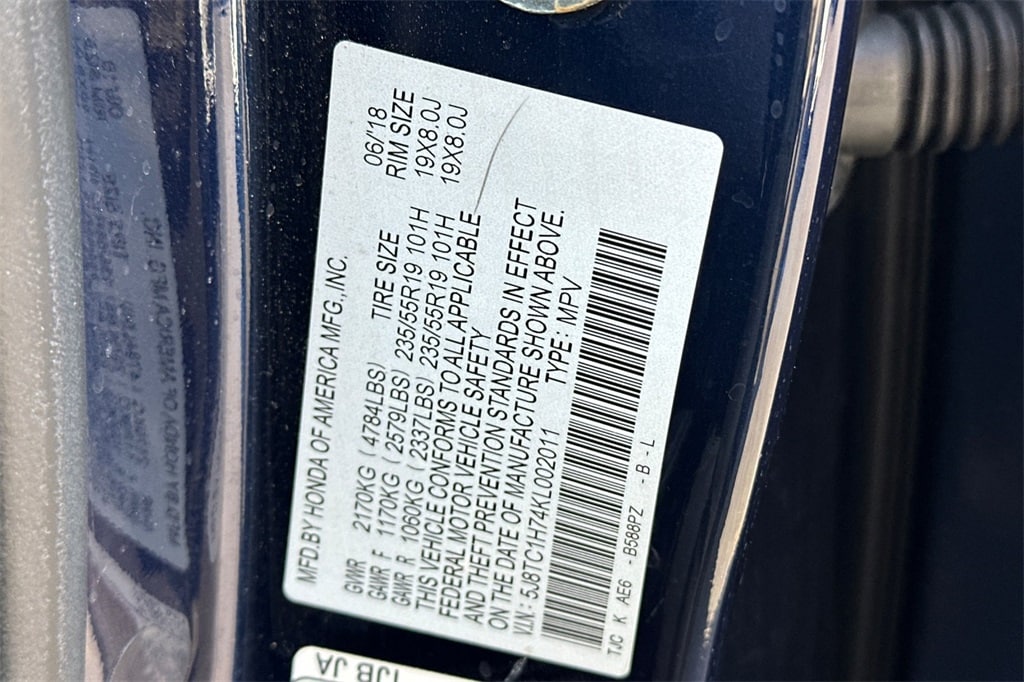 MFD.BY HONDA OF AMERICA MFG., INC. 06/'18
GVWR 2170KG ( 4784LBS) TIRE SIZE RIM SIZE
GAWR F 1170KG ( 2579LBS) 235/55R19 101H 19X8.0J
GAWR R 1060KG ( 2337LBS) 235/55R19 101H 19X8.0J
THIS VEHICLE CONFORMS TO ALL APPLICABLE
FEDERAL MOTOR VEHICLE SAFETY
AND THEFT PREVENTION STANDARDS IN EFFECT
ON THE DATE OF MANUFACTURE SHOWN ABOVE.
V.I.N.: 5J8TC1H74KL002011 TYPE: MPV
TJC K AE6 -B588PZ -B-L
TJB JA